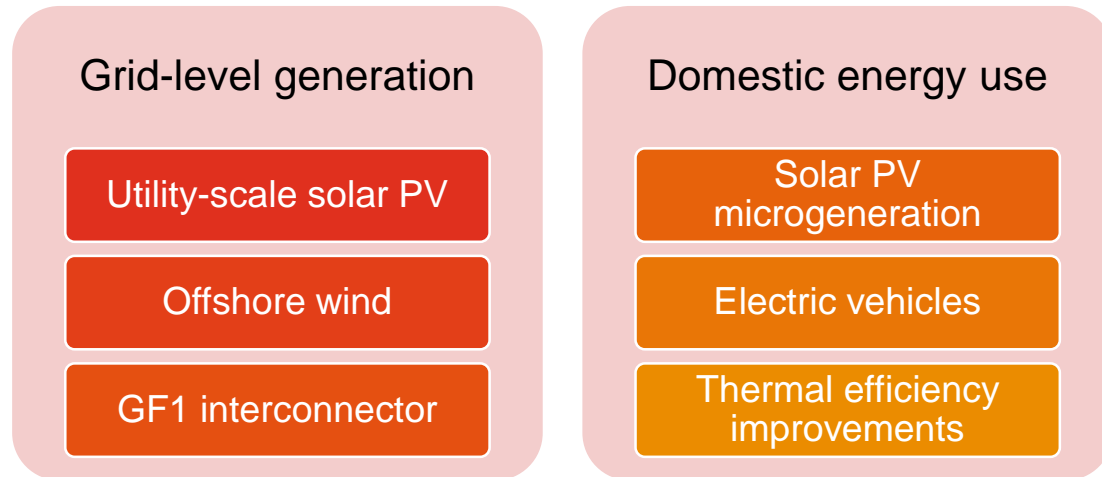 Grid-level generation
Utility-scale solar PV
Offshore wind
GF1 interconnector
Domestic energy use
Solar PV
microgeneration
Electric vehicles
Thermal efficiency
improvements